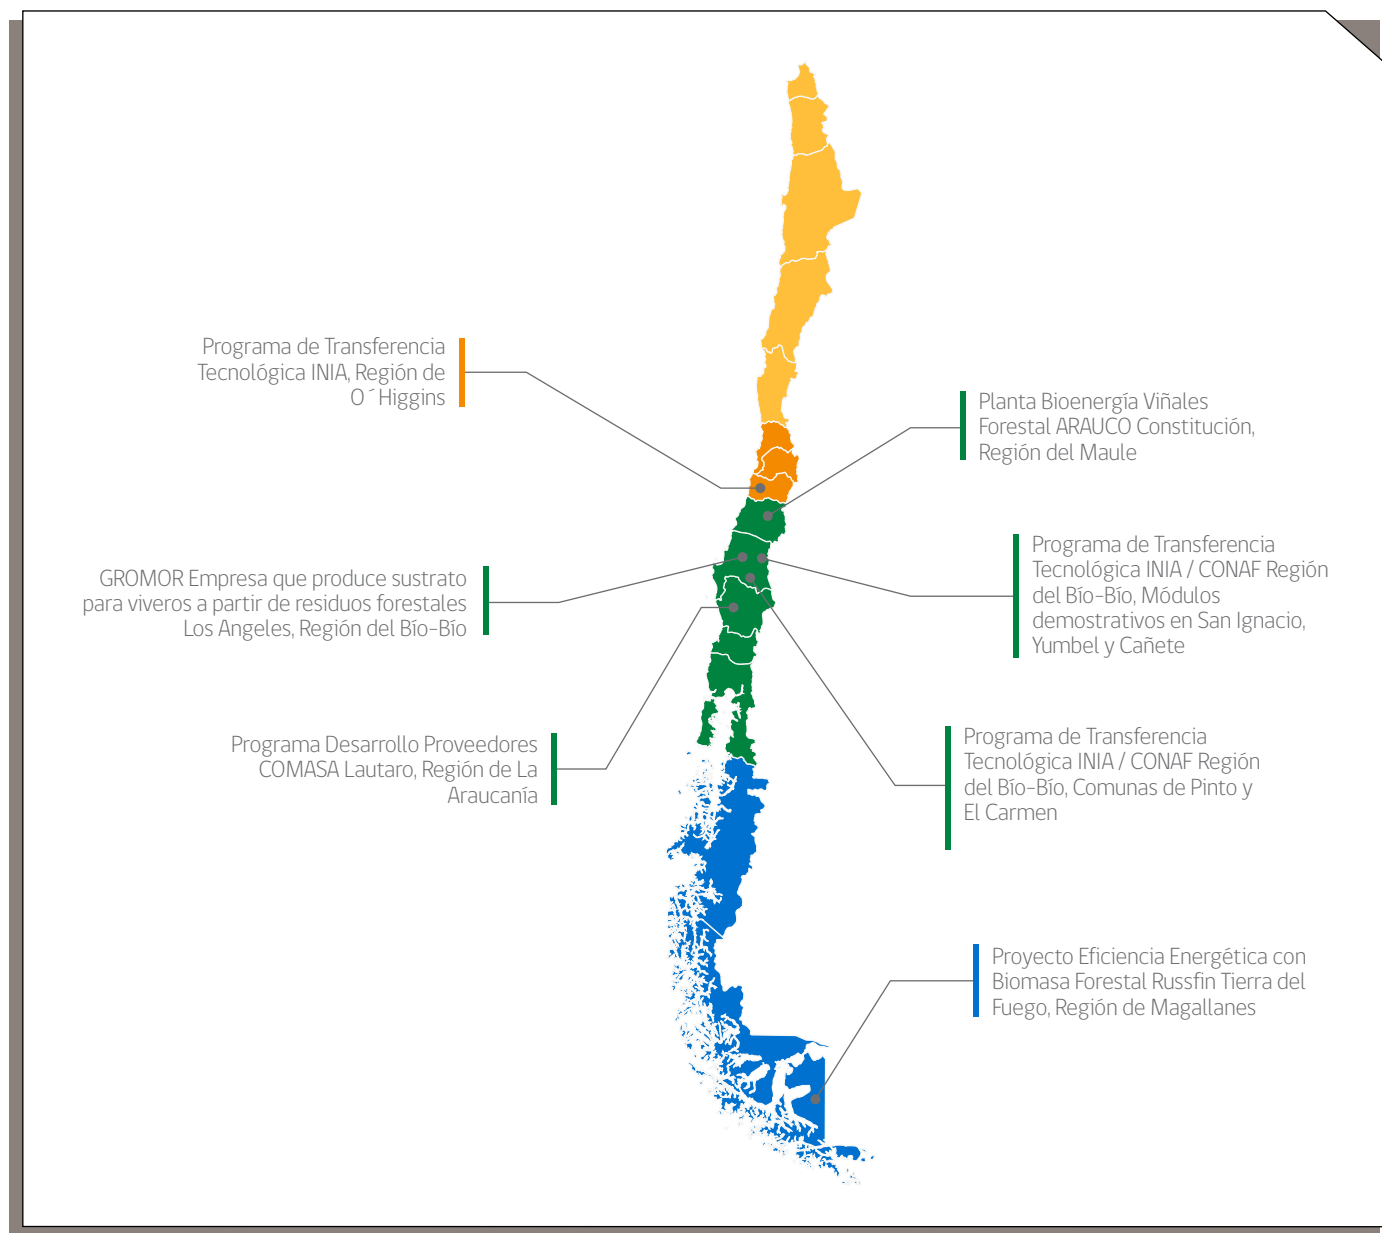 Programa de Transferencia
Tecnológica INIA, Región de
O´Higgins
Planta Bioenergía Viñales
Forestal ARAUCO Constitución,
Región del Maule
GROMOR Empresa que produce sustrato
para viveros a partir de residuos forestales
Los Angeles, Región del Bío-Bío
Programa de Transferencia
Tecnológica INIA / CONAF Región
del Bío-Bío, Módulos
demostrativos en San Ignacio,
Yumbel y Cañete
Programa Desarrollo Proveedores
COMASA Lautaro, Región de La
Araucanía
Programa de Transferencia
Tecnológica INIA / CONAF Región
del Bío-Bío, Comunas de Pinto y
El Carmen
Proyecto Eficiencia Energética con
Biomasa Forestal Russfin Tierra del
Fuego, Región de Magallanes